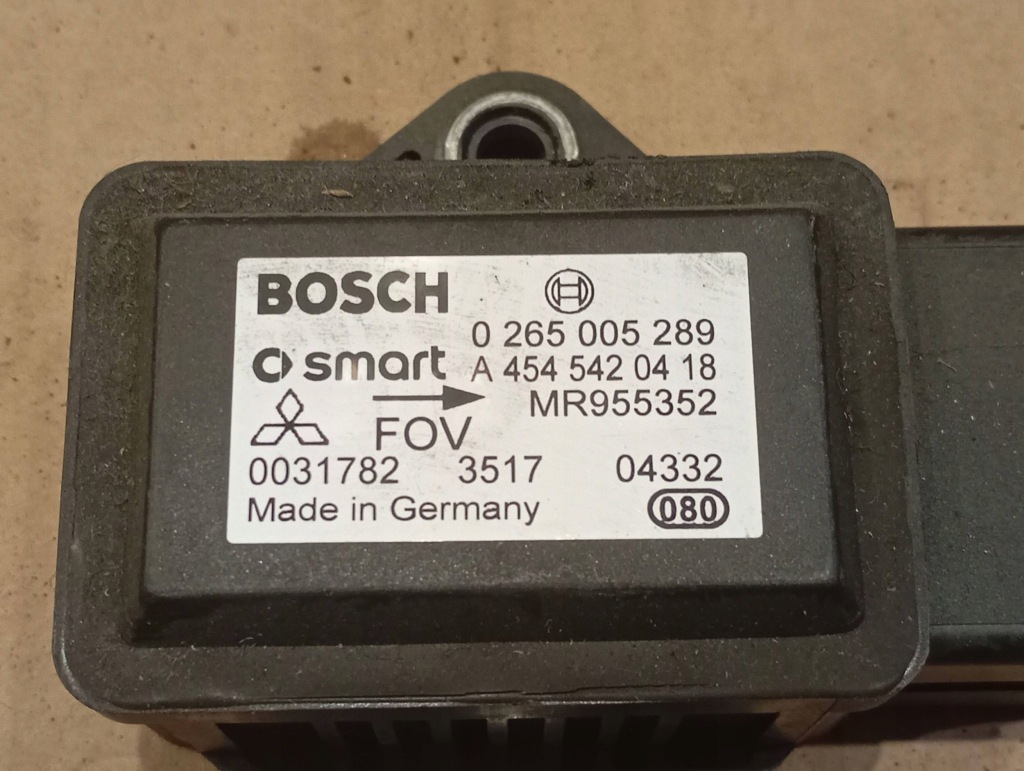 BOSCH
0 265 005 289
smart A 454 542 04 18
MR955352
FOV
0031782 3517 04332
Made in Germany 080